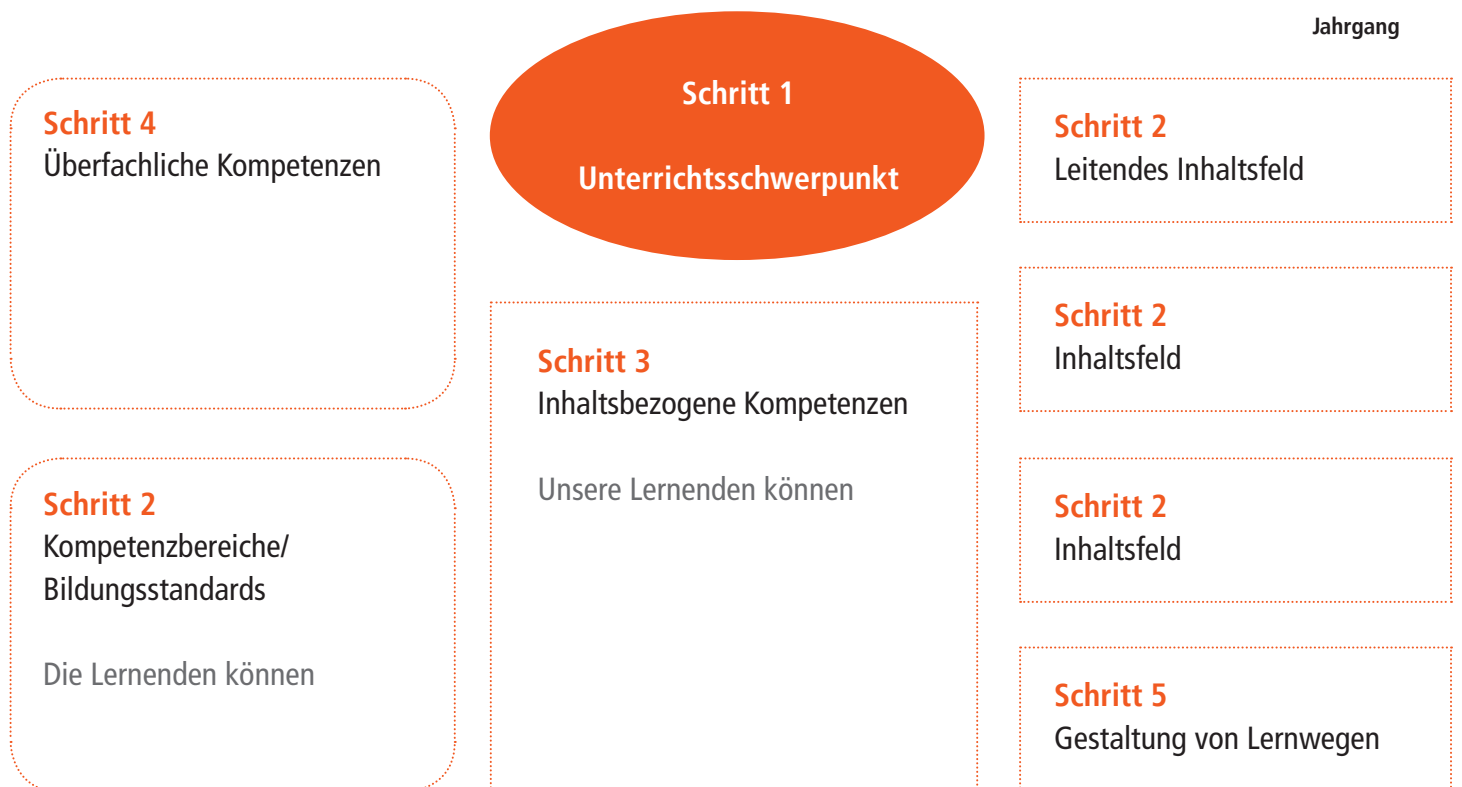 Jahrgang
Schritt 4
Überfachliche Kompetenzen
Schritt 1
Unterrichtsschwerpunkt
Schritt 2
Leitendes Inhaltsfeld
Schritt 2
Inhaltsfeld
Schritt 3
Inhaltsbezogene Kompetenzen
Unsere Lernenden können
Schritt 2
Kompetenzbereiche/
Bildungsstandards
Die Lernenden können
Schritt 2
Inhaltsfeld
Schritt 5
Gestaltung von Lernwegen